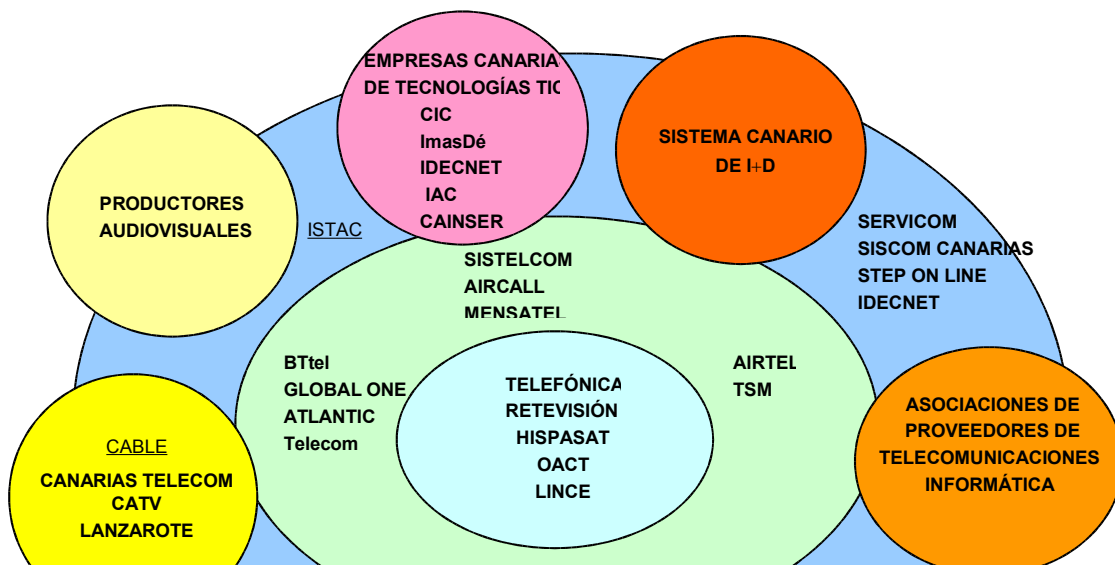 EMPRESAS CANARIA
DE TECNOLOGÍAS TIC
CIC
ImasDé
IDECNET
IAC
CAINSER
SISTEMA CANARIO
DE I+D
PRODUCTORES
AUDIOVISUALES
ISTAC
SERVICOM
SISCOM CANARIAS
STEP ON LINE
IDECNET
SISTELCOM
AIRCALL
MENSATEL
BTtel
GLOBAL ONE
ATLANTIC
Telecom
AIRTEL
TSM
TELEFÓNICA
RETEVISIÓN
HISPASAT
OACT
LINCE
ASOCIACIONES DE
PROVEEDORES DE
TELECOMUNICACIONES
INFORMÁTICA
CABLE
CANARIAS TELECOM
CATV
LANZAROTE